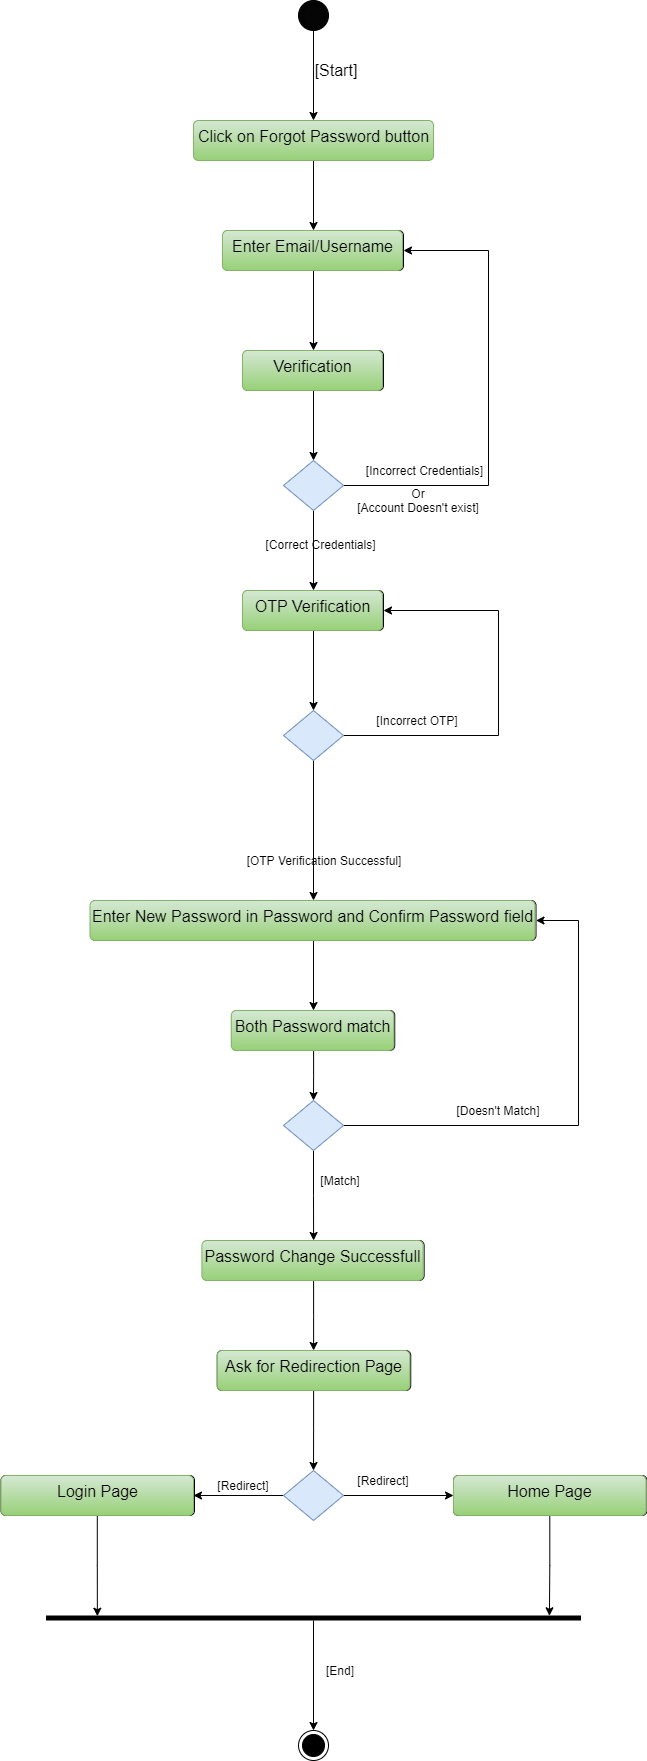 [Start]
Click on Forgot Password button
Enter Email/Username
Verification
[Incorrect Credentials]
Or
[Account Doesn't exist]
[Correct Credentials]
OTP Verification
[Incorrect OTP]
[OTP Verification Successful]
Enter New Password in Password and Confirm Password field
Both Password match
[Doesn't Match]
[Match]
Password Change Successfull
Ask for Redirection Page
[Redirect]
[Redirect]
Login Page
Home Page
[End]